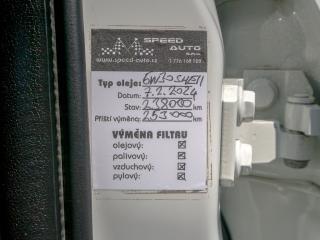 SPEED
AUTO
s.r.o.
www.speed-auto.cz
Typ oleje: 5W30 SHELL
Datum: 7.2.2024
Stav: 238000 km
Příští výměna: 253000 km
VÝMĚNA FILTRU
olejový: ☒
palivový: ☒
vzduchový: ☒
pylový: ☒